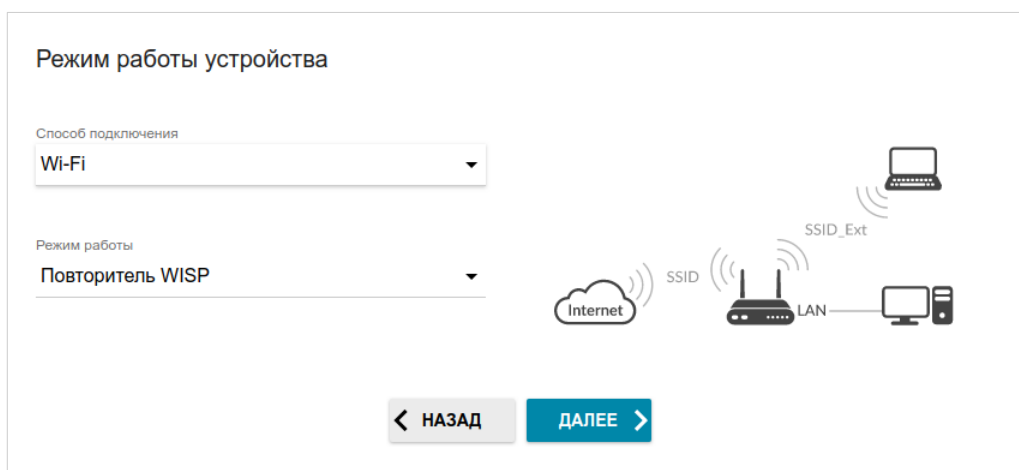 Режим работы устройства
Способ подключения
Wi-Fi
Режим работы
Повторитель WISP
SSID_Ext
SSID
Internet
LAN
НАЗАД
ДАЛЕЕ